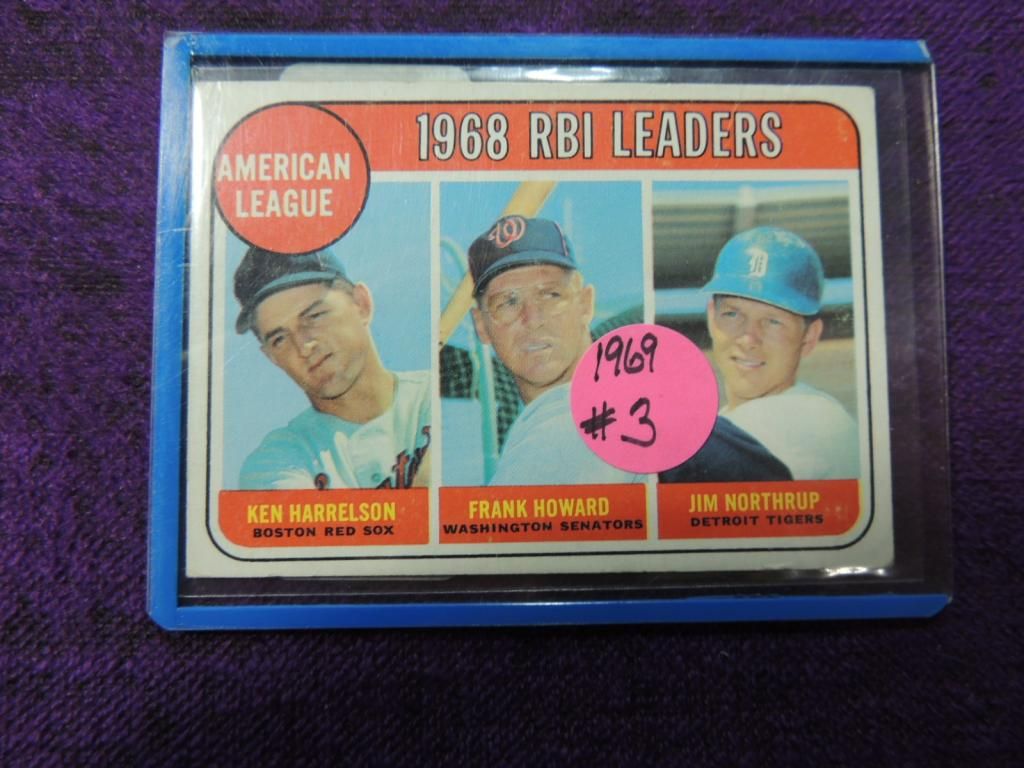 AMERICAN
LEAGUE
1968 RBI LEADERS
W
D
1969
#3
KEN HARRELSON
BOSTON RED SOX
FRANK HOWARD
WASHINGTON SENATORS
JIM NORTHRUP
DETROIT TIGERS